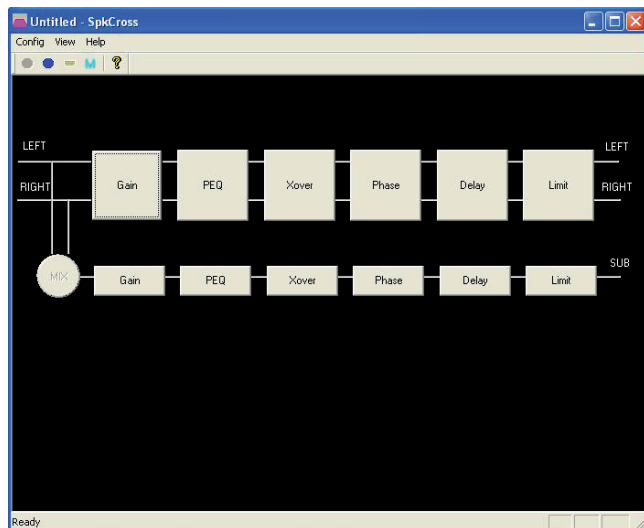 Untitled - SpkCross
Config View Help
M ?
LEFT LEFT
Gain PEQ Xover Phase Delay Limit
RIGHT RIGHT
MIX Gain PEQ Xover Phase Delay Limit SUB
Ready